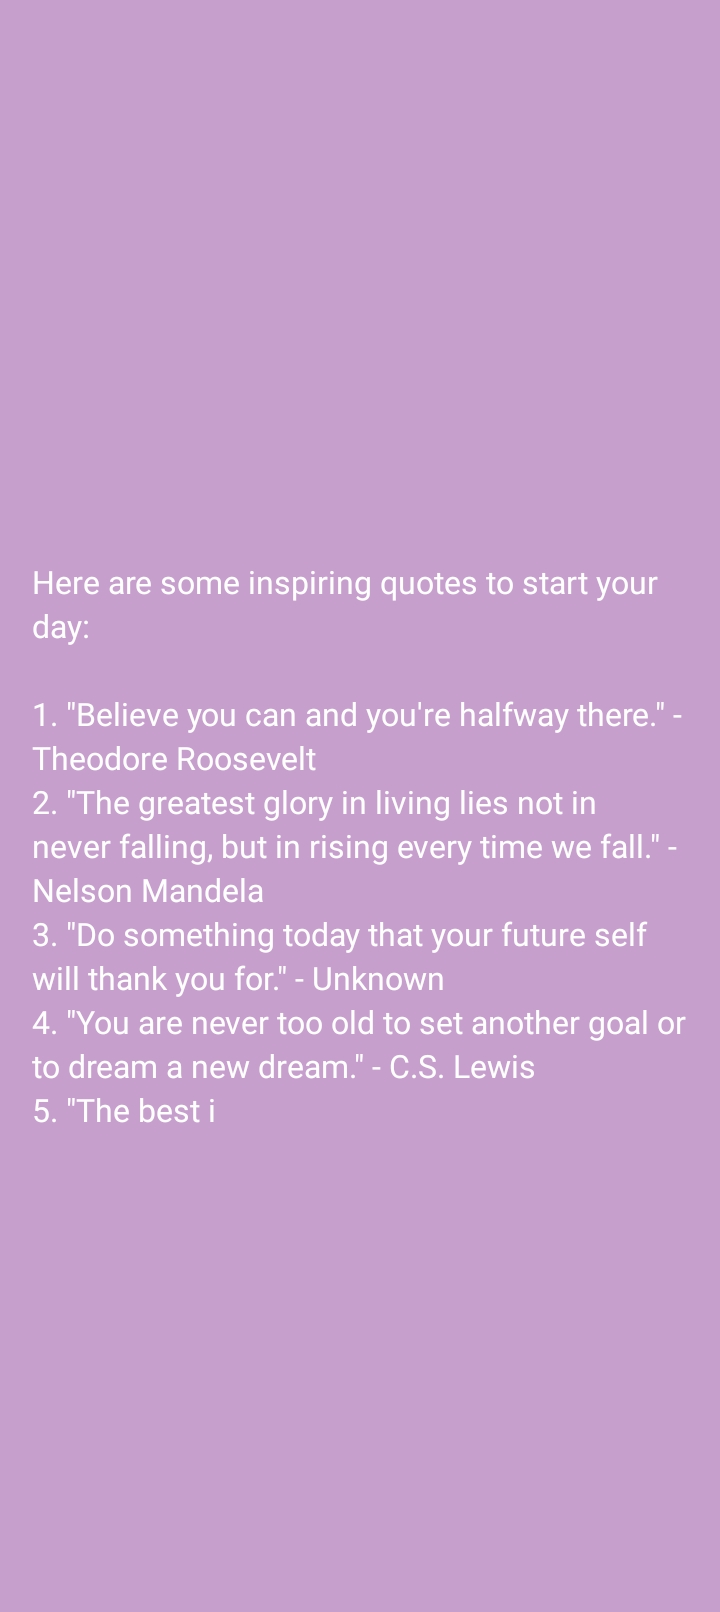 Here are some inspiring quotes to start your
day:

1. "Believe you can and you're halfway there." -
Theodore Roosevelt
2. "The greatest glory in living lies not in
never falling, but in rising every time we fall." -
Nelson Mandela
3. "Do something today that your future self
will thank you for." - Unknown
4. "You are never too old to set another goal or
to dream a new dream." - C.S. Lewis
5. "The best i